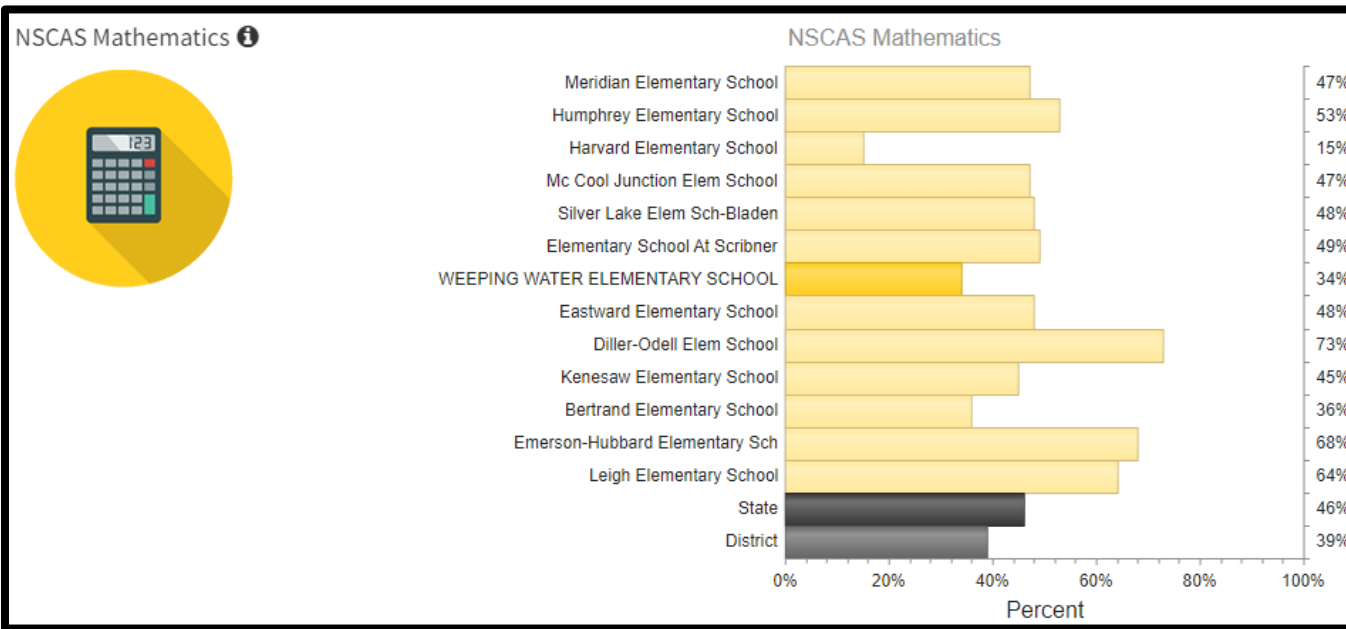 NSCAS Mathematics
NSCAS Mathematics
123
Meridian Elementary School 47%
Humphrey Elementary School 53%
Harvard Elementary School 15%
Mc Cool Junction Elem School 47%
Silver Lake Elem Sch-Bladen 48%
Elementary School At Scribner 49%
WEEPING WATER ELEMENTARY SCHOOL 34%
Eastward Elementary School 48%
Diller-Odell Elem School 73%
Kenesaw Elementary School 45%
Bertrand Elementary School 36%
Emerson-Hubbard Elementary Sch 68%
Leigh Elementary School 64%
State 46%
District 39%
0% 20% 40% 60% 80% 100%
Percent